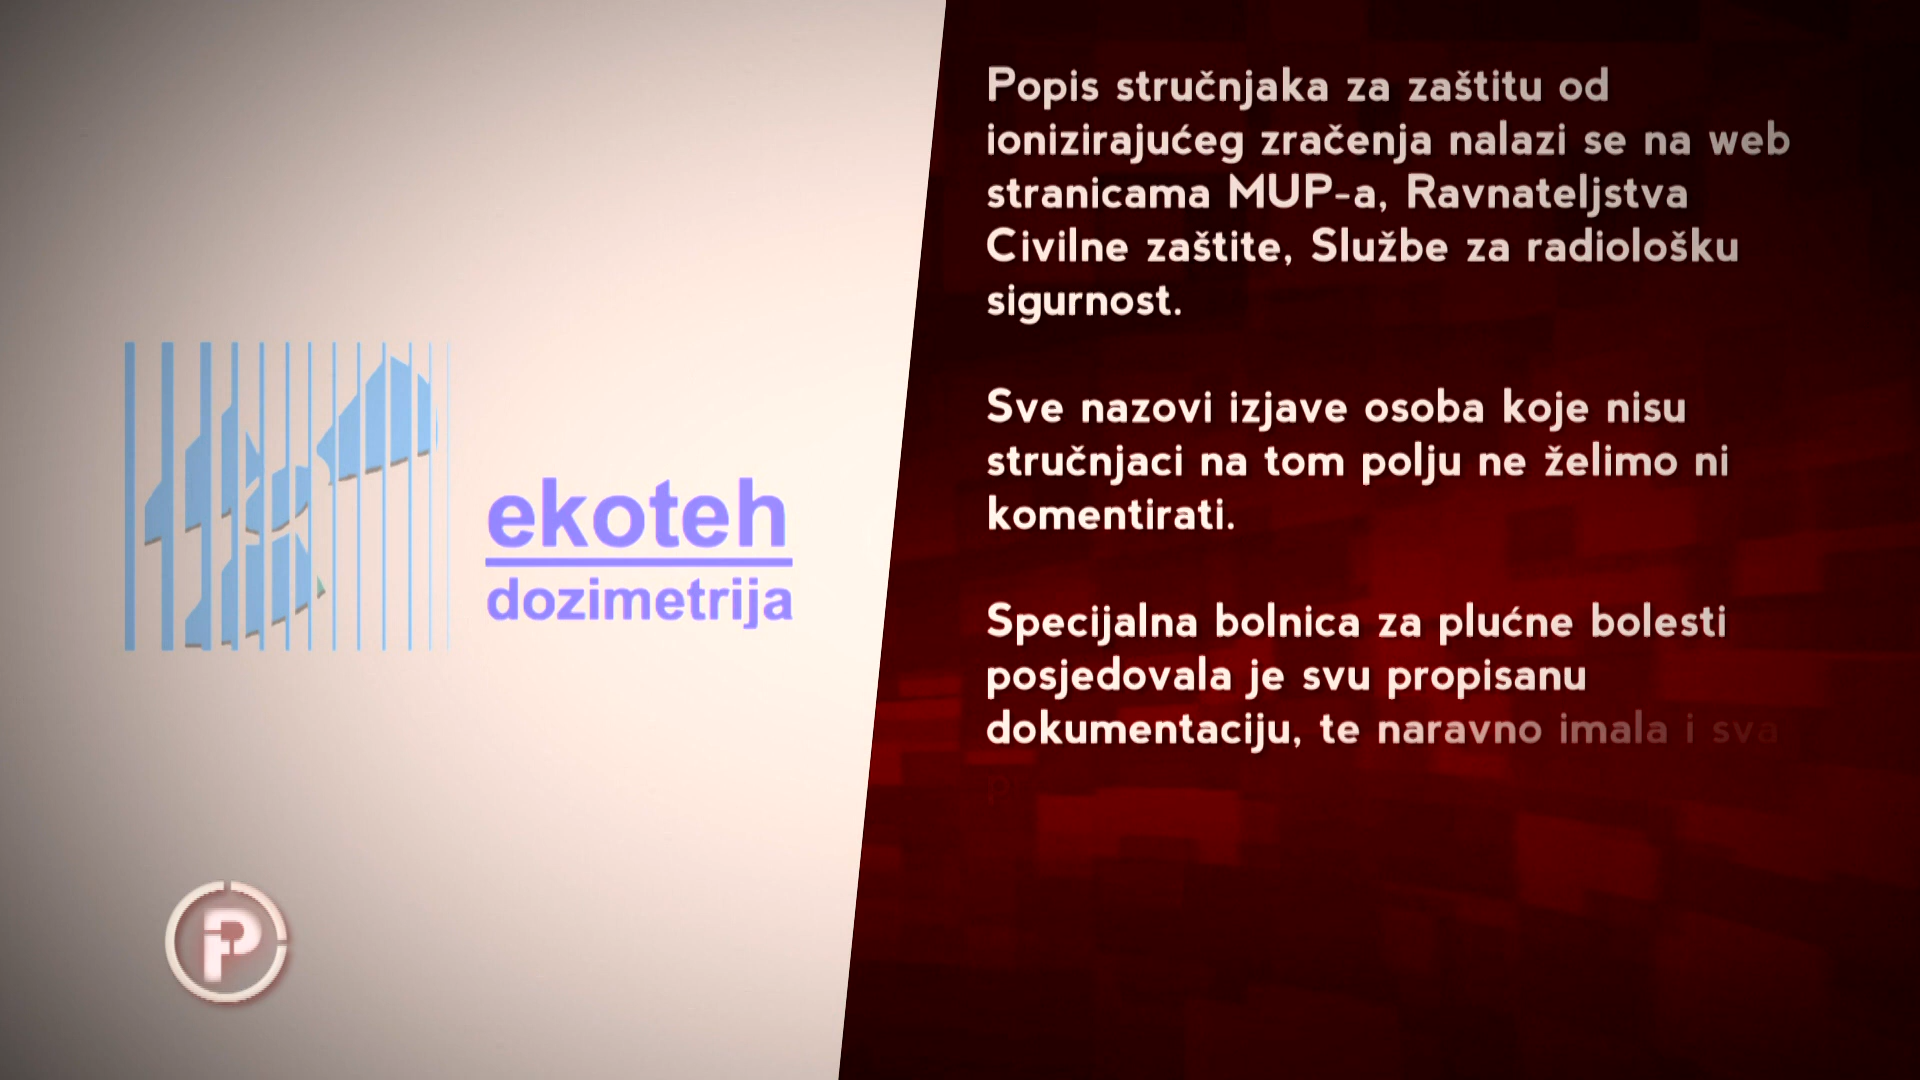 ekoteh
dozimetrija
Popis stručnjaka za zaštitu od
ionizirajućeg zračenja nalazi se na web
stranicama MUP-a, Ravnateljstva
Civilne zaštite, Službe za radiološku
sigurnost.
Sve nazovi izjave osoba koje nisu
stručnjaci na tom polju ne želimo ni
komentirati.
Specijalna bolnica za plućne bolesti
posjedovala je svu propisanu
dokumentaciju, te naravno imala i sva
P